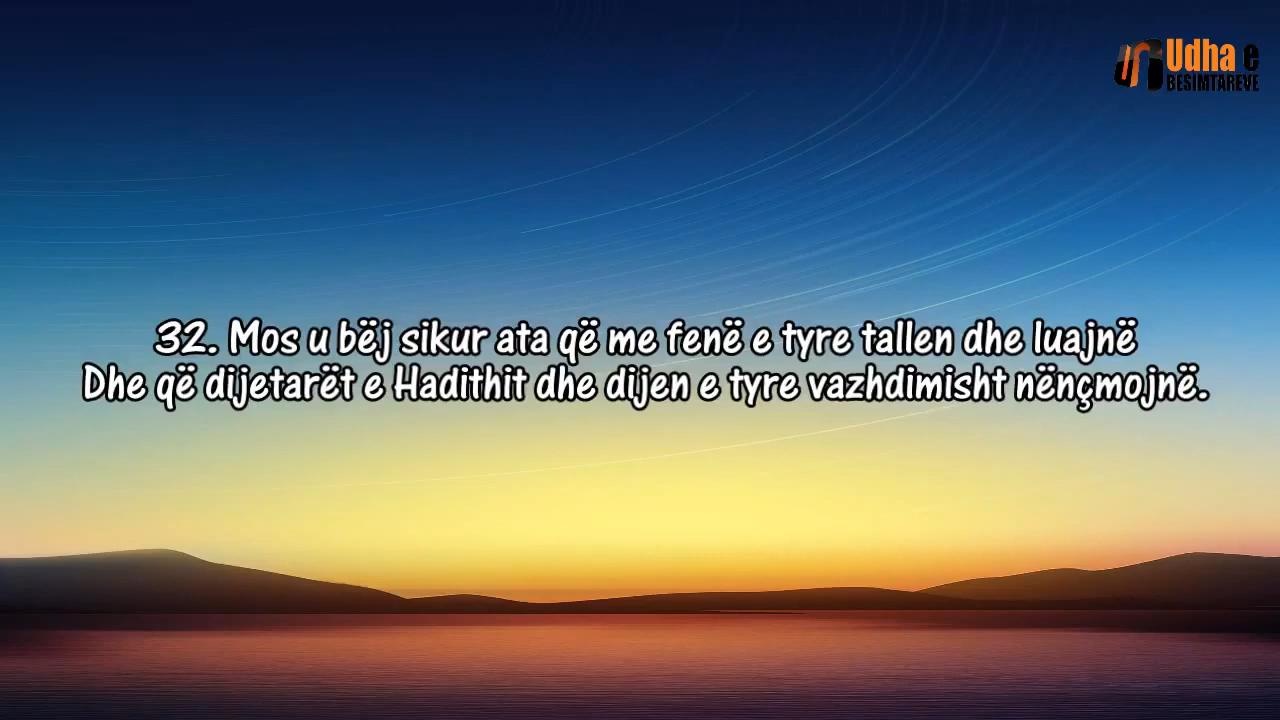 Udha e
BESIMTARËVE
32. Mos u bëj sikur ata që me fenë e tyre tallen dhe luajnë
Dhe që dijetarët e Hadithit dhe dijen e tyre vazhdimisht nënçmojnë.